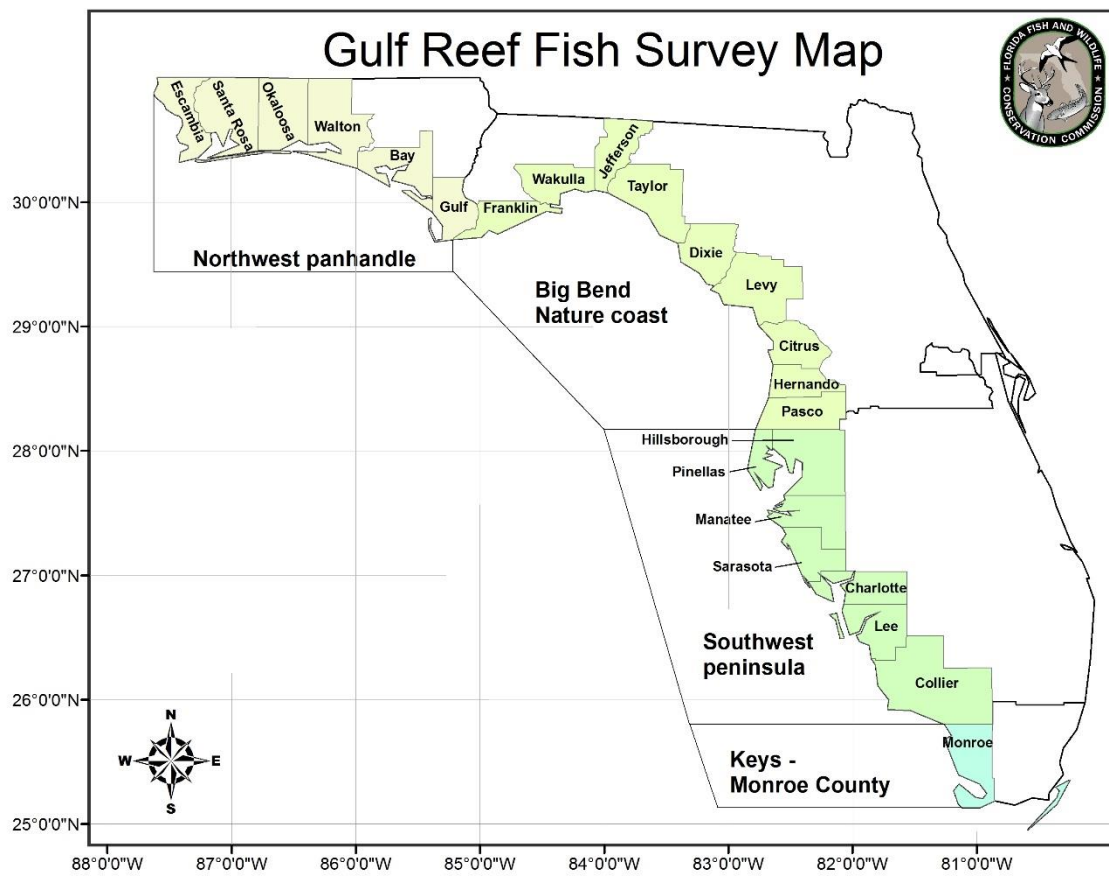 Gulf Reef Fish Survey Map
FLORIDA FISH AND WILDLIFE
CONSERVATION COMMISSION
Escambia
Santa Rosa
Okaloosa
Walton
Bay
Gulf
Franklin
Wakulla
Jefferson
Taylor
Dixie
Levy
Citrus
Hernando
Pasco
Hillsborough
Pinellas
Manatee
Sarasota
Charlotte
Lee
Collier
Monroe
Northwest panhandle
Big Bend
Nature coast
Southwest
peninsula
Keys -
Monroe County
N
W
E
S
30°0'0"N
29°0'0"N
28°0'0"N
27°0'0"N
26°0'0"N
25°0'0"N
88°0'0"W
87°0'0"W
86°0'0"W
85°0'0"W
84°0'0"W
83°0'0"W
82°0'0"W
81°0'0"W